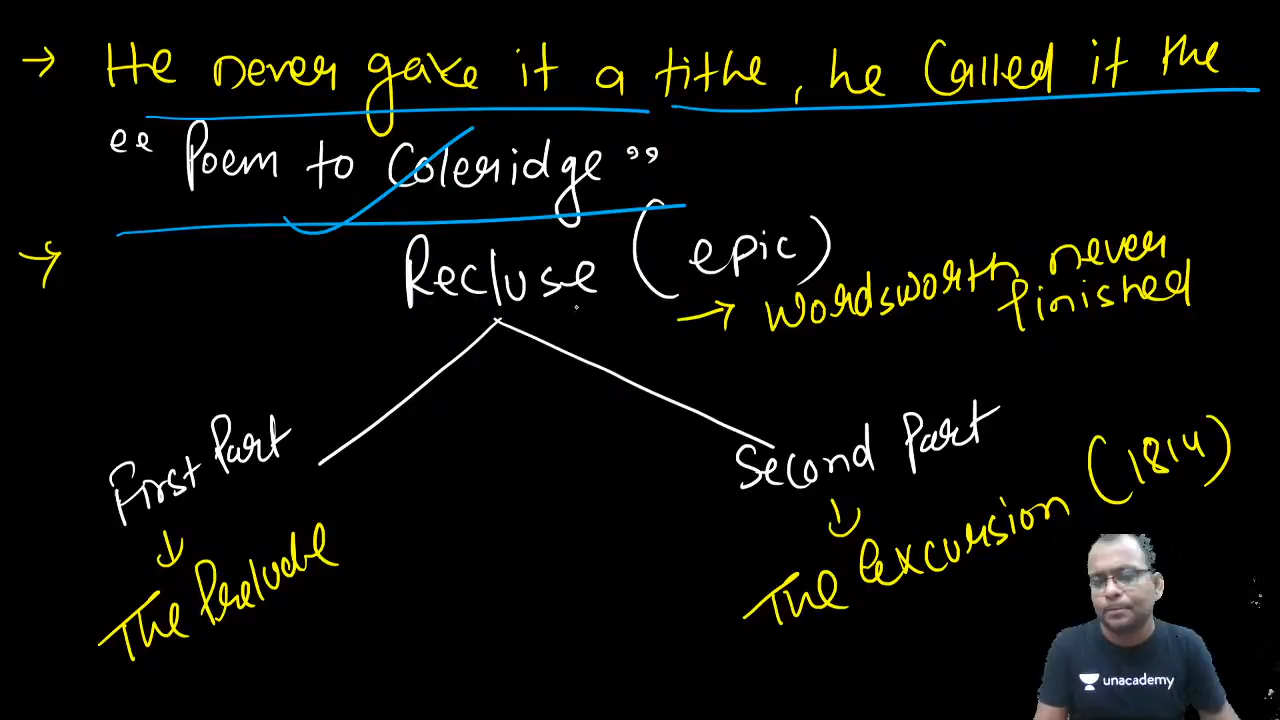 → He never gave it a tithe, he called it the
"Poem to Coleridge"
→ Recluse (epic)
→ Wordsworth never
finished
First Part
Second Part
↓ The Prelude
↓ The Excursion (1814)
unacademy